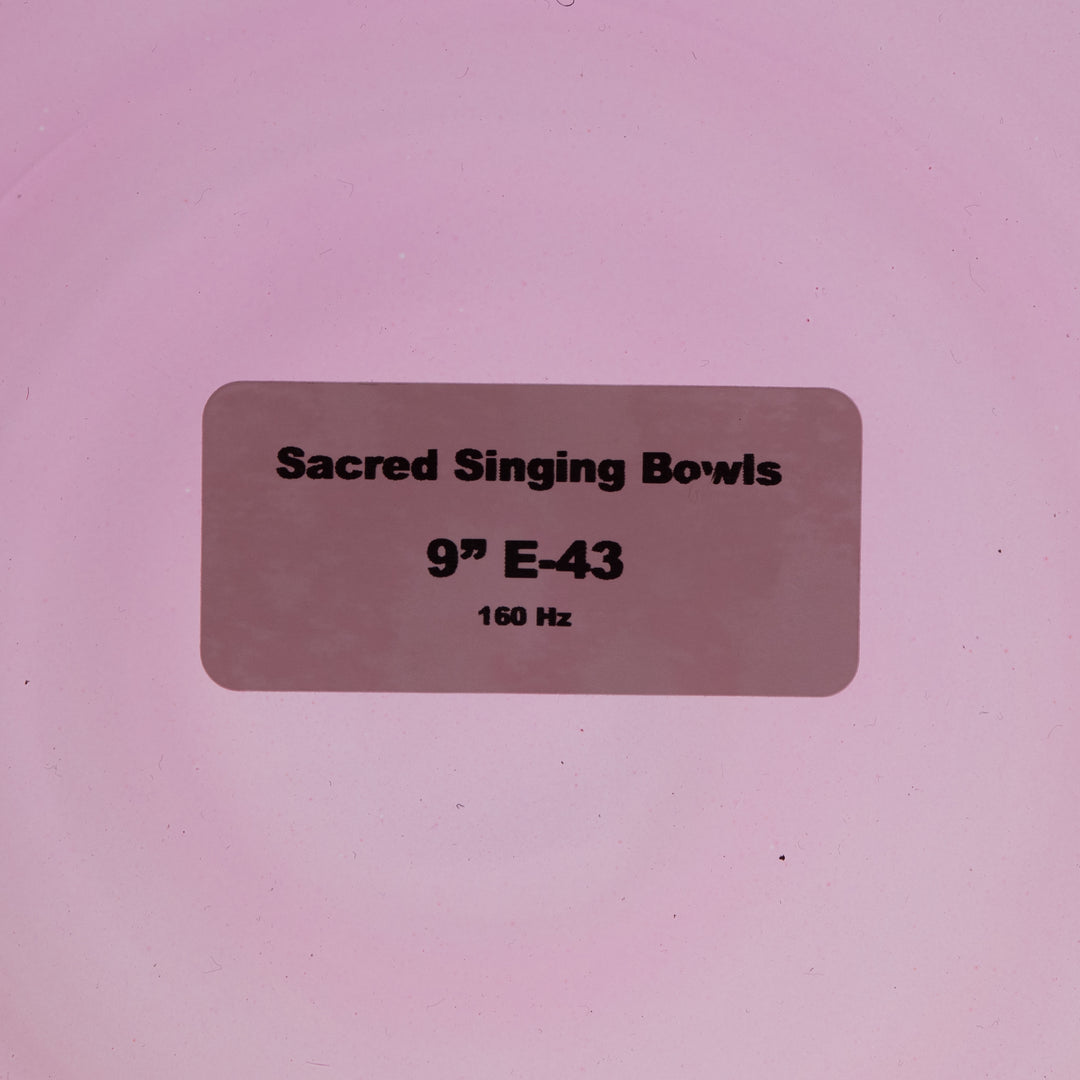 Sacred Singing Bowls
9” E-43
160 Hz